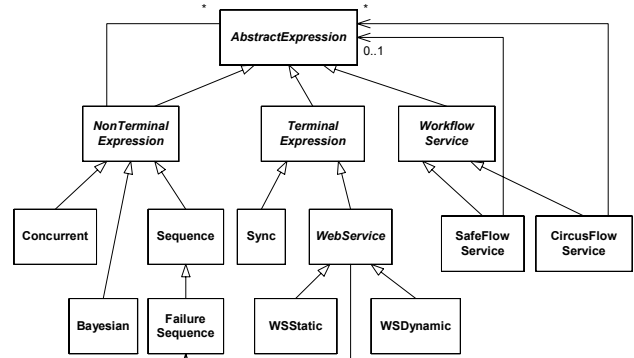 *
*
AbstractExpression
0..1
NonTerminal
Expression
Terminal
Expression
Workflow
Service
Concurrent
Sequence
Sync
WebService
SafeFlow
Service
CircusFlow
Service
Bayesian
Failure
Sequence
WSStatic
WSDynamic